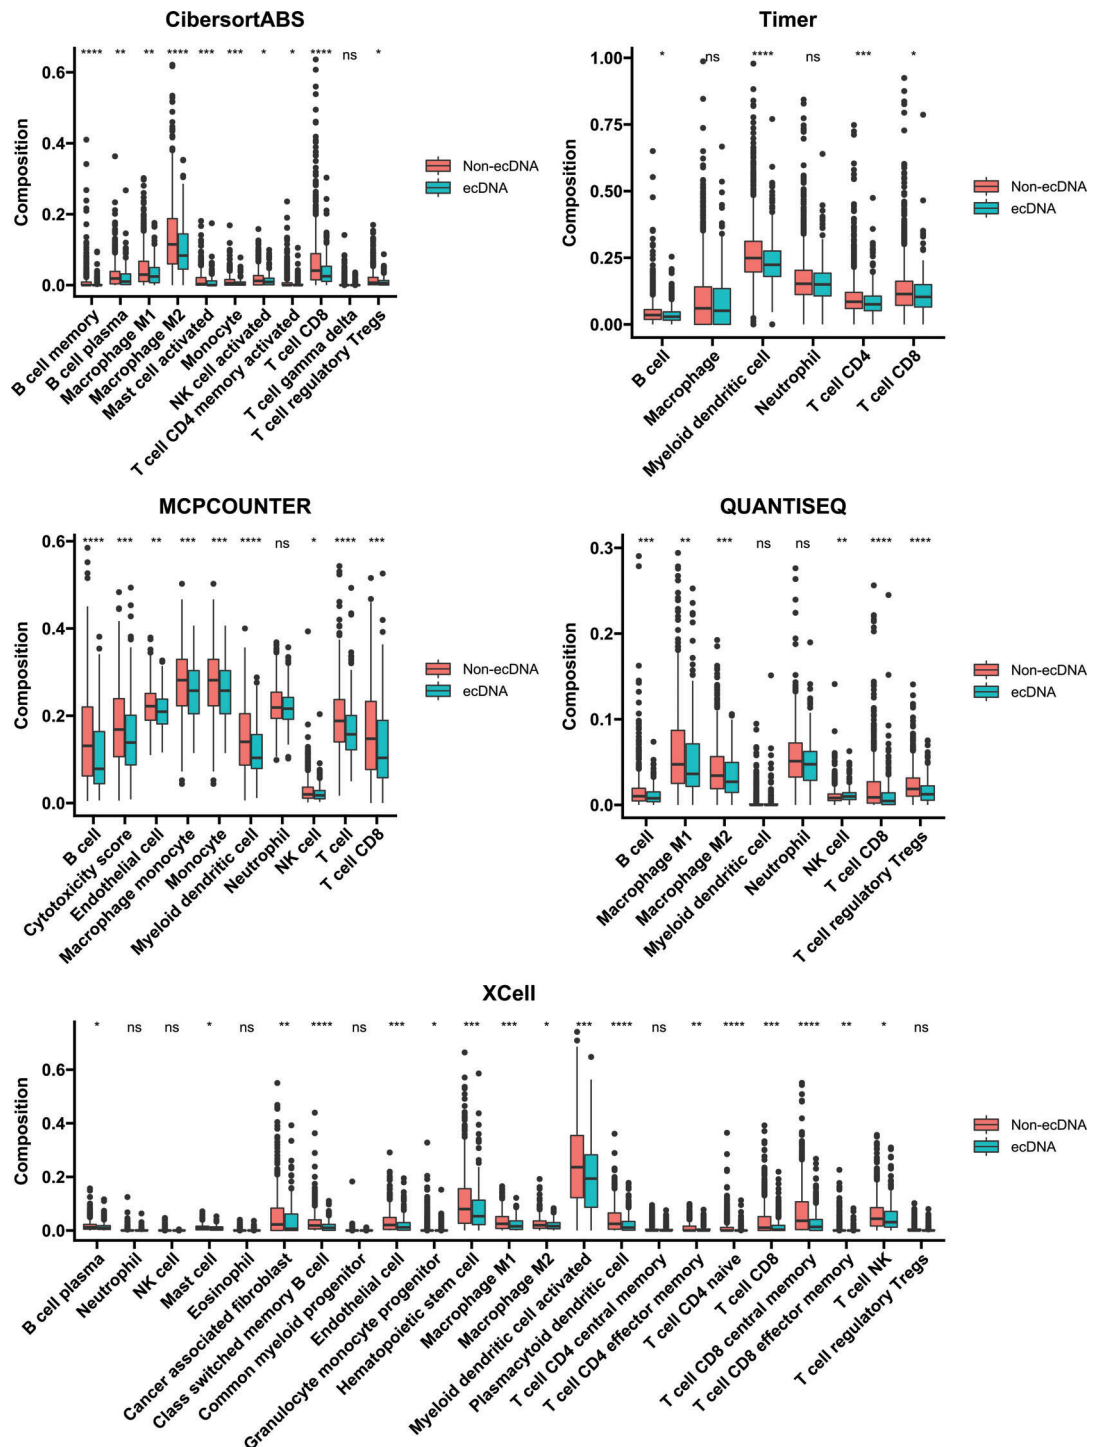 CibersortABS
**** ** ** **** *** *** * * **** ns *
Composition
0.6
0.4
0.2
0.0
Non-ecDNA
ecDNA
B cell memory
B cell plasma
Macrophage M1
Macrophage M2
Mast cell activated
Monocyte
NK cell activated
T cell CD4 memory activated
T cell CD8
T cell gamma delta
T cell regulatory Tregs
Timer
* ns **** ns *** *
Composition
1.00
0.75
0.50
0.25
0.00
Non-ecDNA
ecDNA
B cell
Macrophage
Myeloid dendritic cell
Neutrophil
T cell CD4
T cell CD8
MCPCOUNTER
**** *** ** *** *** **** ns * **** ***
Composition
0.6
0.4
0.2
0.0
Non-ecDNA
ecDNA
B cell
Cytotoxicity score
Endothelial cell
Macrophage monocyte
Monocyte
Myeloid dendritic cell
Neutrophil
NK cell
T cell
T cell CD8
QUANTISEQ
*** ** *** ns ns ** **** ****
Composition
0.3
0.2
0.1
0.0
Non-ecDNA
ecDNA
B cell
Macrophage M1
Macrophage M2
Myeloid dendritic cell
Neutrophil
NK cell
T cell CD8
T cell regulatory Tregs
XCell
* ns ns * ns ** **** ns *** * *** *** * *** **** ns ** **** *** **** ** * ns
Composition
0.6
0.4
0.2
0.0
Non-ecDNA
ecDNA
B cell plasma
Neutrophil
NK cell
Mast cell
Eosinophil
Cancer associated fibroblast
Class switched memory B cell
Common myeloid progenitor
Endothelial cell
Granulocyte monocyte progenitor
Hematopoietic stem cell
Macrophage M1
Macrophage M2
Myeloid dendritic cell activated
Plasmacytoid dendritic cell
T cell CD4 central memory
T cell CD4 effector memory
T cell CD4 naive
T cell CD8
T cell CD8 central memory
T cell CD8 effector memory
T cell NK
T cell regulatory Tregs